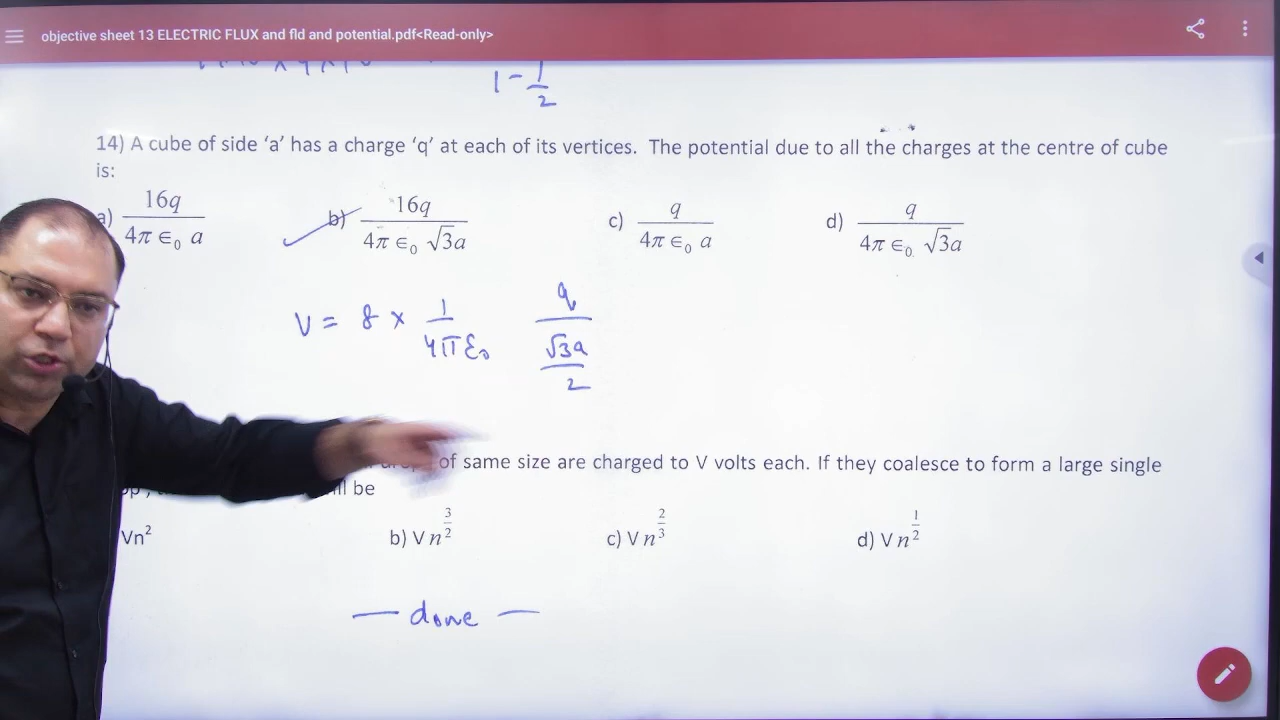 objective sheet 13 ELECTRIC FLUX and fld and potential.pdf<Read-only>
1 - 1/2
14) A cube of side ‘a’ has a charge ‘q’ at each of its vertices. The potential due to all the charges at the centre of cube
is:
a) 16q / 4π ∈₀ a b) 16q / 4π ∈₀ √3a c) q / 4π ∈₀ a d) q / 4π ∈₀ √3a
V = 8 × 1 / 4πε₀ q / (√3a / 2)
of same size are charged to V volts each. If they coalesce to form a large single
be
Vn² b) V n^(3/2) c) V n^(2/3) d) V n^(1/2)
— done —